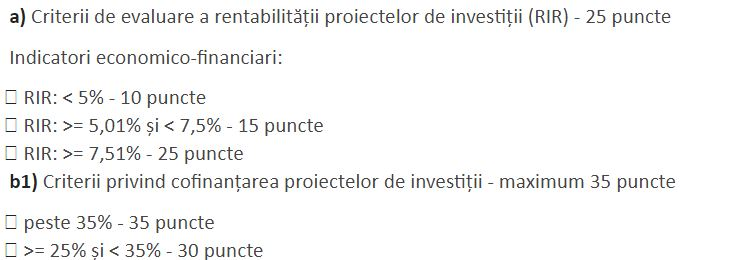 a) Criterii de evaluare a rentabilității proiectelor de investiții (RIR) - 25 puncte
Indicatori economico-financiari:
☐ RIR: < 5% - 10 puncte
☐ RIR: >= 5,01% și < 7,5% - 15 puncte
☐ RIR: >= 7,51% - 25 puncte
b1) Criterii privind cofinanțarea proiectelor de investiții - maximum 35 puncte
☐ peste 35% - 35 puncte
☐ >= 25% și < 35% - 30 puncte